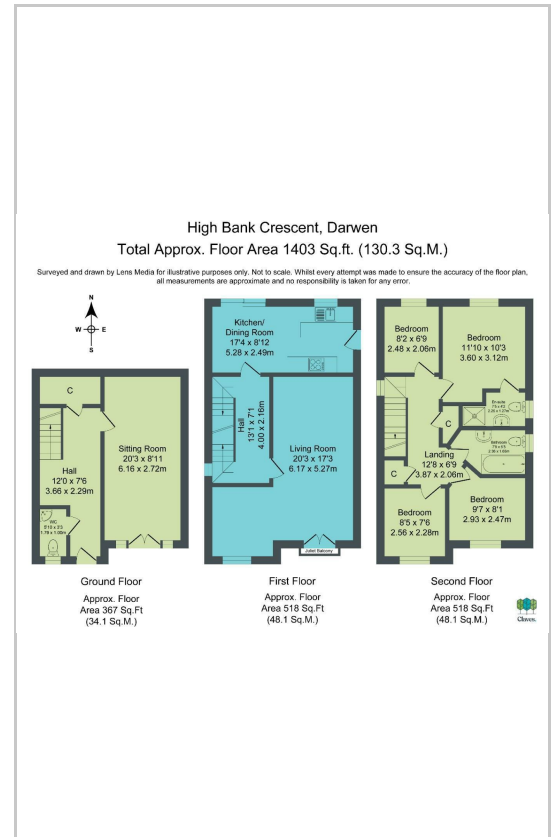 High Bank Crescent, Darwen
Total Approx. Floor Area 1403 Sq.ft. (130.3 Sq.M.)
Surveyed and drawn by Lens Media for illustrative purposes only. Not to scale. Whilst every attempt was made to ensure the accuracy of the floor plan,
all measurements are approximate and no responsibility is taken for any error.
N
W E
S
C
Sitting Room
20'3 x 8'11
6.16 x 2.72m
Hall
12'0 x 7'6
3.66 x 2.29m
WC
5'10 x 3'3
Ground Floor
Approx. Floor
Area 367 Sq.Ft
(34.1 Sq.M.)
Kitchen/
Dining Room
17'4 x 8'12
5.28 x 2.49m
Hall
13'1 x 7'1
4.00 x 2.16m
Living Room
20'3 x 17'3
6.17 x 5.27m
Juliet Balcony
First Floor
Approx. Floor
Area 518 Sq.Ft
(48.1 Sq.M.)
Bedroom
8'2 x 6'9
2.48 x 2.06m
Bedroom
11'10 x 10'3
3.60 x 3.12m
En-suite
C
Bathroom
Landing
12'8 x 6'9
3.87 x 2.06m
C
Bedroom
8'5 x 7'6
2.56 x 2.28m
Bedroom
9'7 x 8'1
2.93 x 2.47m
Second Floor
Approx. Floor
Area 518 Sq.Ft
(48.1 Sq.M.)
Claves.